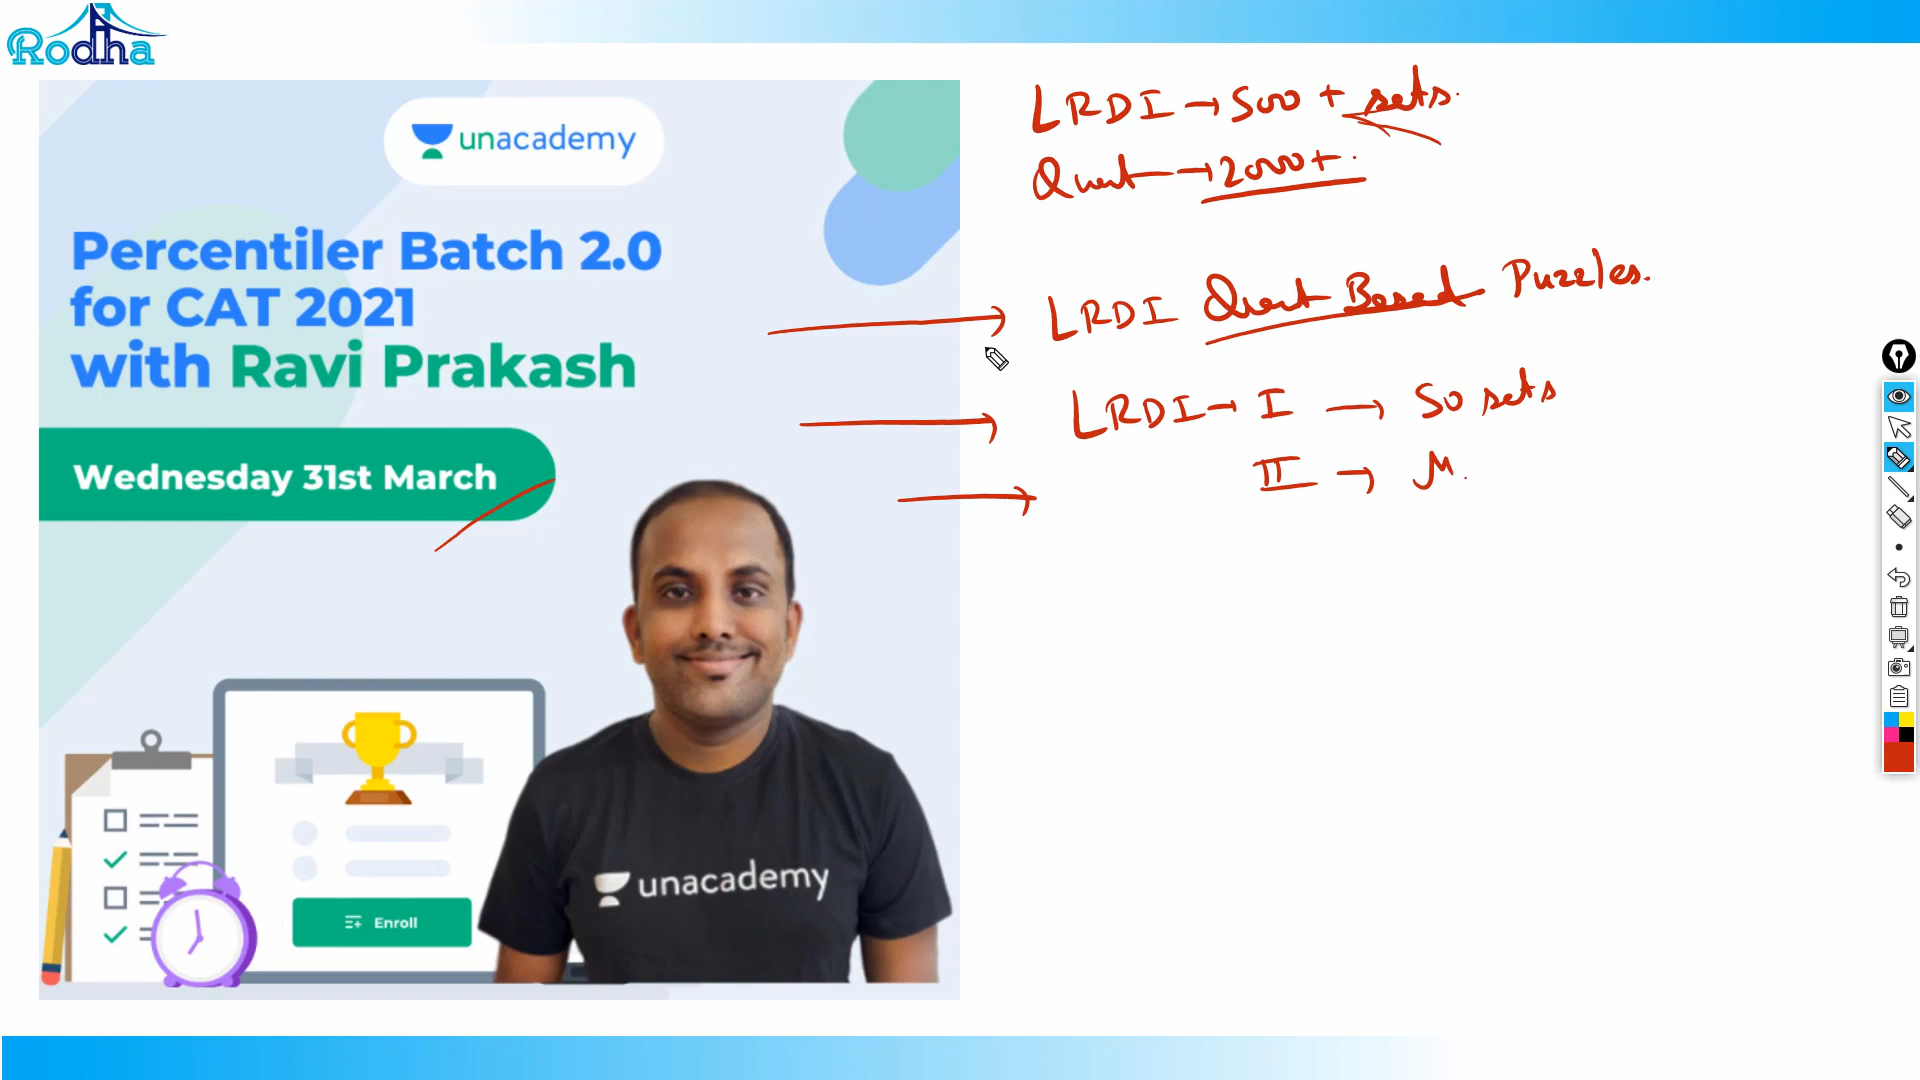 Rodha
unacademy
Percentiler Batch 2.0
for CAT 2021
with Ravi Prakash
Wednesday 31st March
Enroll
unacademy
LRDI → 500 + sets.
Quant → 2000+.
LRDI Quant Based Puzzles.
LRDI → I → 50 sets
II → M.